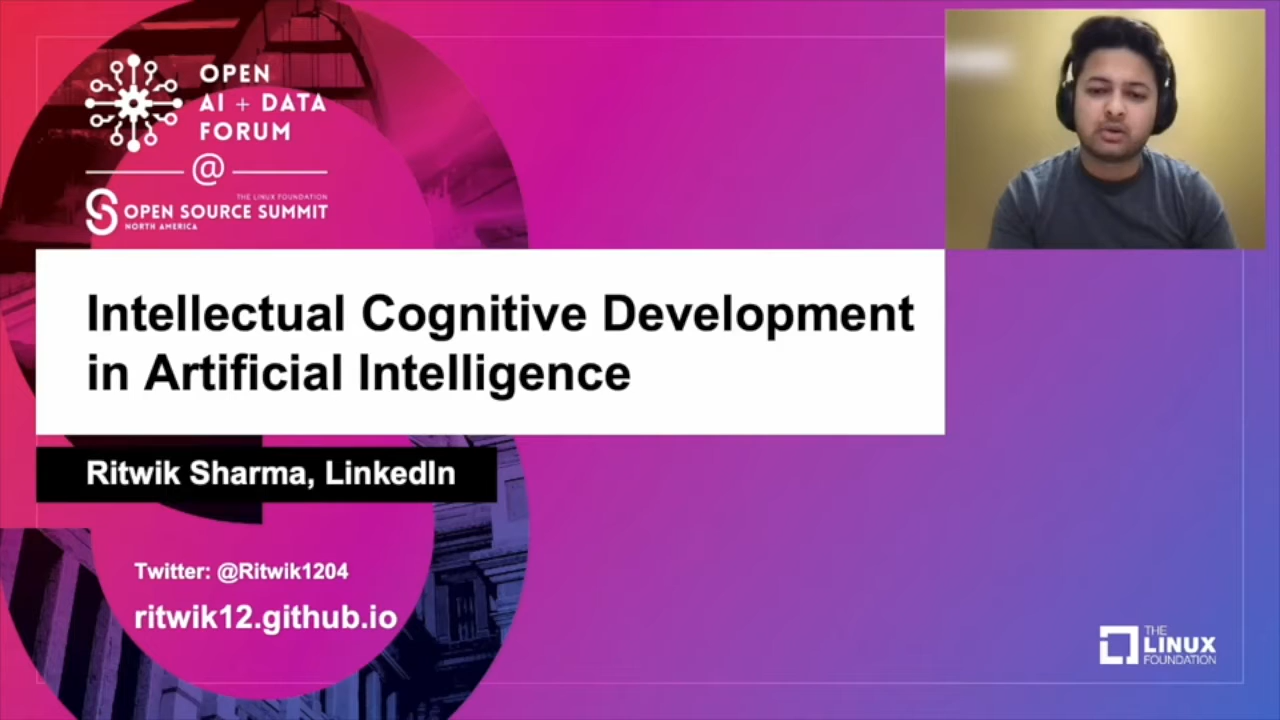 OPEN
AI + DATA
FORUM
@
THE LINUX FOUNDATION
OPEN SOURCE SUMMIT
NORTH AMERICA
Intellectual Cognitive Development
in Artificial Intelligence
Ritwik Sharma, LinkedIn
Twitter: @Ritwik1204
ritwik12.github.io
THE
LINUX
FOUNDATION